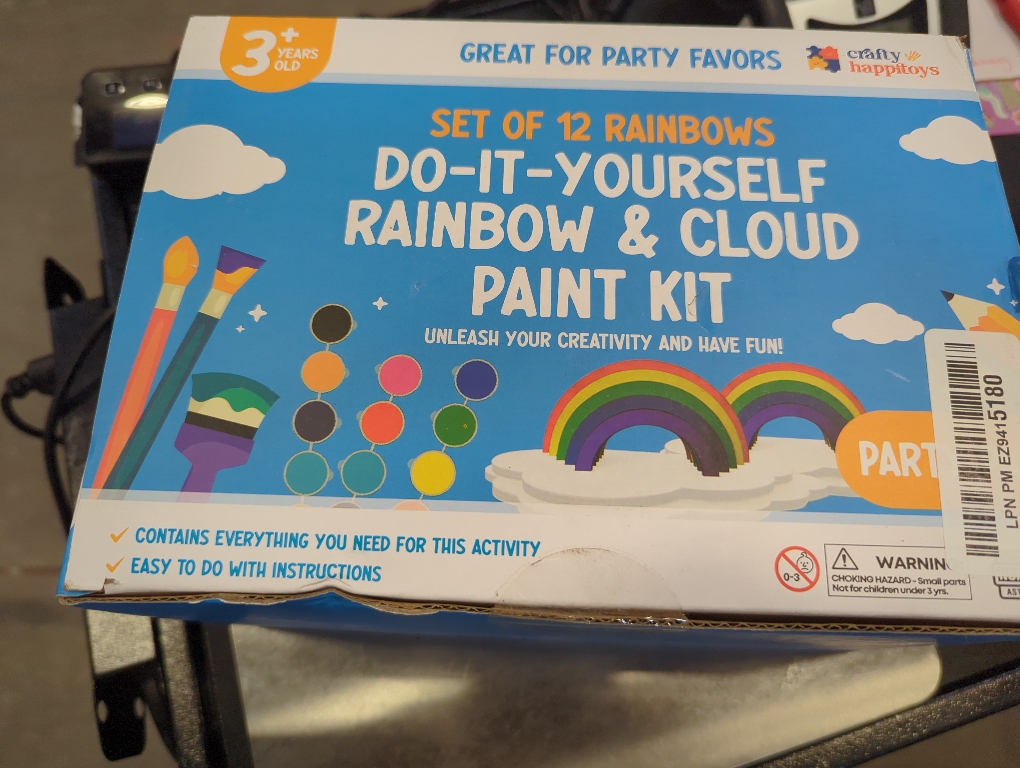 3+ YEARS OLD
GREAT FOR PARTY FAVORS
crafty happitoys
SET OF 12 RAINBOWS
DO-IT-YOURSELF
RAINBOW & CLOUD
PAINT KIT
UNLEASH YOUR CREATIVITY AND HAVE FUN!
PART
LPN PM EZ9415180
✓ CONTAINS EVERYTHING YOU NEED FOR THIS ACTIVITY
✓ EASY TO DO WITH INSTRUCTIONS
0-3
WARNIN
CHOKING HAZARD - Small parts
Not for children under 3 yrs.